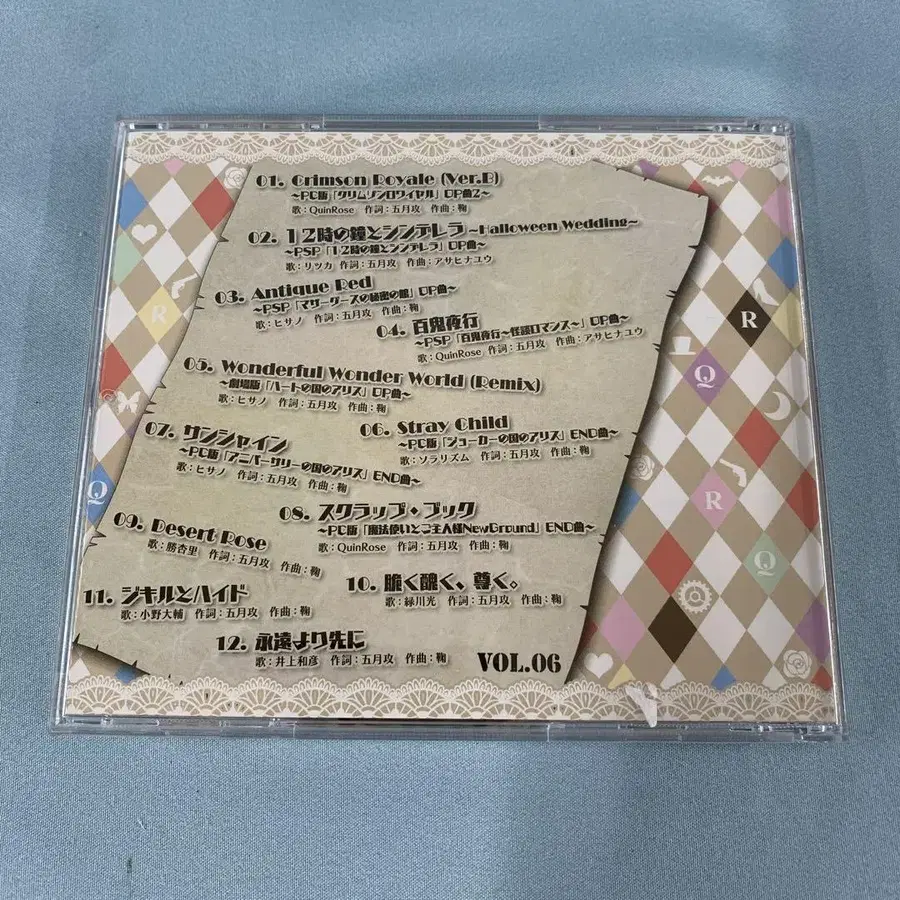 01. Crimson Royale (Ver.B)
～PC版「クリムゾンロワイヤル」OP曲2～
歌：QuinRose 作詞：五月攻 作曲：鞠
02. 12時の鐘とシンデレラ～Halloween Wedding～
～PSP「12時の鐘とシンデレラ」OP曲～
歌：リツカ 作詞：五月攻 作曲：アサヒナユウ
03. Antique Red
～PSP「マザーグースの秘密の館」OP曲～
歌：ヒサノ 作詞：五月攻 作曲：鞠
04. 百鬼夜行
～PSP「百鬼夜行～怪談ロマンス～」OP曲～
歌：QuinRose 作詞：五月攻 作曲：アサヒナユウ
05. Wonderful Wonder World (Remix)
～劇場版「ハートの国のアリス」OP曲～
歌：ヒサノ 作詞：五月攻 作曲：鞠
06. Stray Child
～PC版「ジョーカーの国のアリス」END曲～
歌：ソラリズム 作詞：五月攻 作曲：鞠
07. サンシャイン
～PC版「アニバーサリーの国のアリス」END曲～
歌：ヒサノ 作詞：五月攻 作曲：鞠
08. スクラップ・ブック
～PC版「魔法使いとご主人様NewGround」END曲～
歌：QuinRose 作詞：五月攻 作曲：鞠
09. Desert Rose
歌：勝杏里 作詞：五月攻 作曲：鞠
10. 脆く醜く、尊く。
歌：緑川光 作詞：五月攻 作曲：鞠
11. ジキルとハイド
歌：小野大輔 作詞：五月攻 作曲：鞠
12. 永遠より先に
歌：井上和彦 作詞：五月攻 作曲：鞠
VOL.06
R
R
Q
Q
R
Q